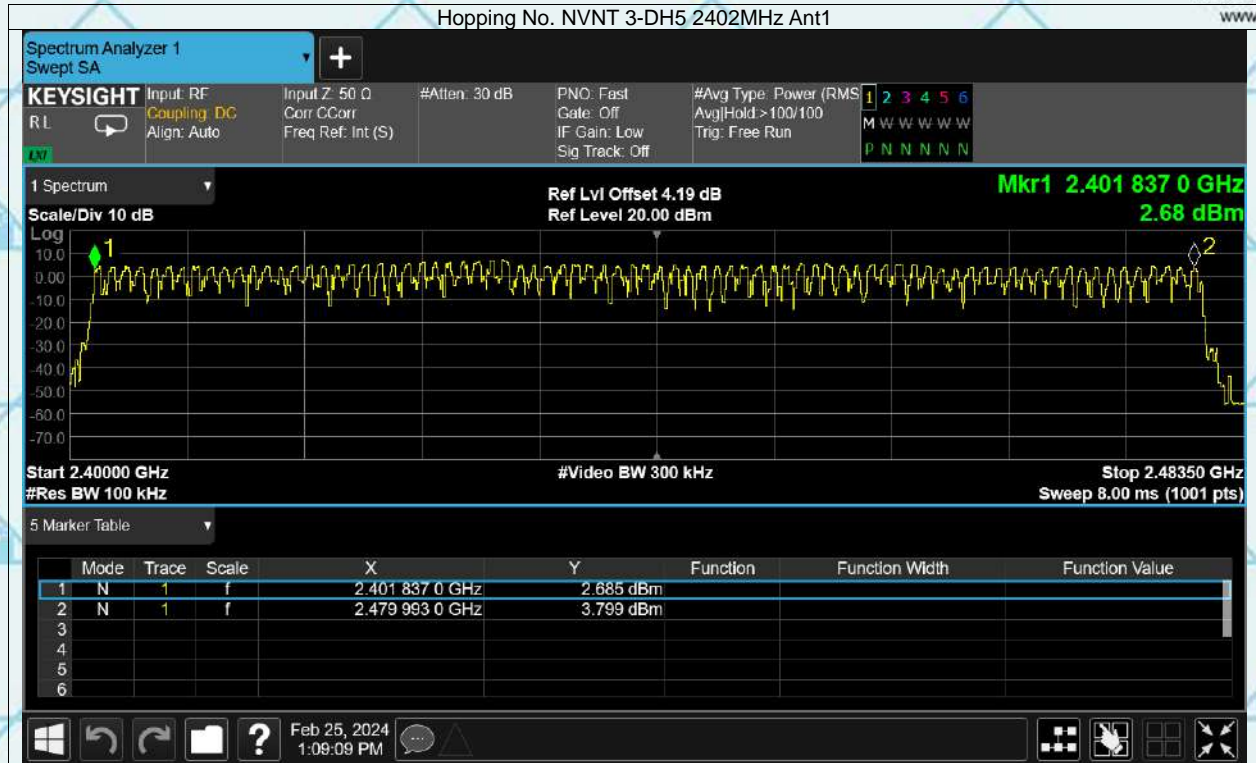 Hopping No. NVNT 3-DH5 2402MHz Ant1
www
Spectrum Analyzer 1
Swept SA
+
KEYSIGHT
RL
LXI
Input: RF
Coupling: DC
Align: Auto
Input Z: 50 Ω
Corr CCorr
Freq Ref: Int (S)
#Atten: 30 dB
PNO: Fast
Gate: Off
IF Gain: Low
Sig Track: Off
#Avg Type: Power (RMS
Avg|Hold:>100/100
Trig: Free Run
1 2 3 4 5 6
M W W W W W
P N N N N N
1 Spectrum
Scale/Div 10 dB
Ref Lvl Offset 4.19 dB
Ref Level 20.00 dBm
Mkr1 2.401 837 0 GHz
2.68 dBm
Log
1
2
10.0
0.00
-10.0
-20.0
-30.0
-40.0
-50.0
-60.0
-70.0
Start 2.40000 GHz
#Res BW 100 kHz
#Video BW 300 kHz
Stop 2.48350 GHz
Sweep 8.00 ms (1001 pts)
5 Marker Table
Mode Trace Scale X Y Function Function Width Function Value
1 N 1 f 2.401 837 0 GHz 2.685 dBm
2 N 1 f 2.479 993 0 GHz 3.799 dBm
3
4
5
6
?
Feb 25, 2024
1:09:09 PM